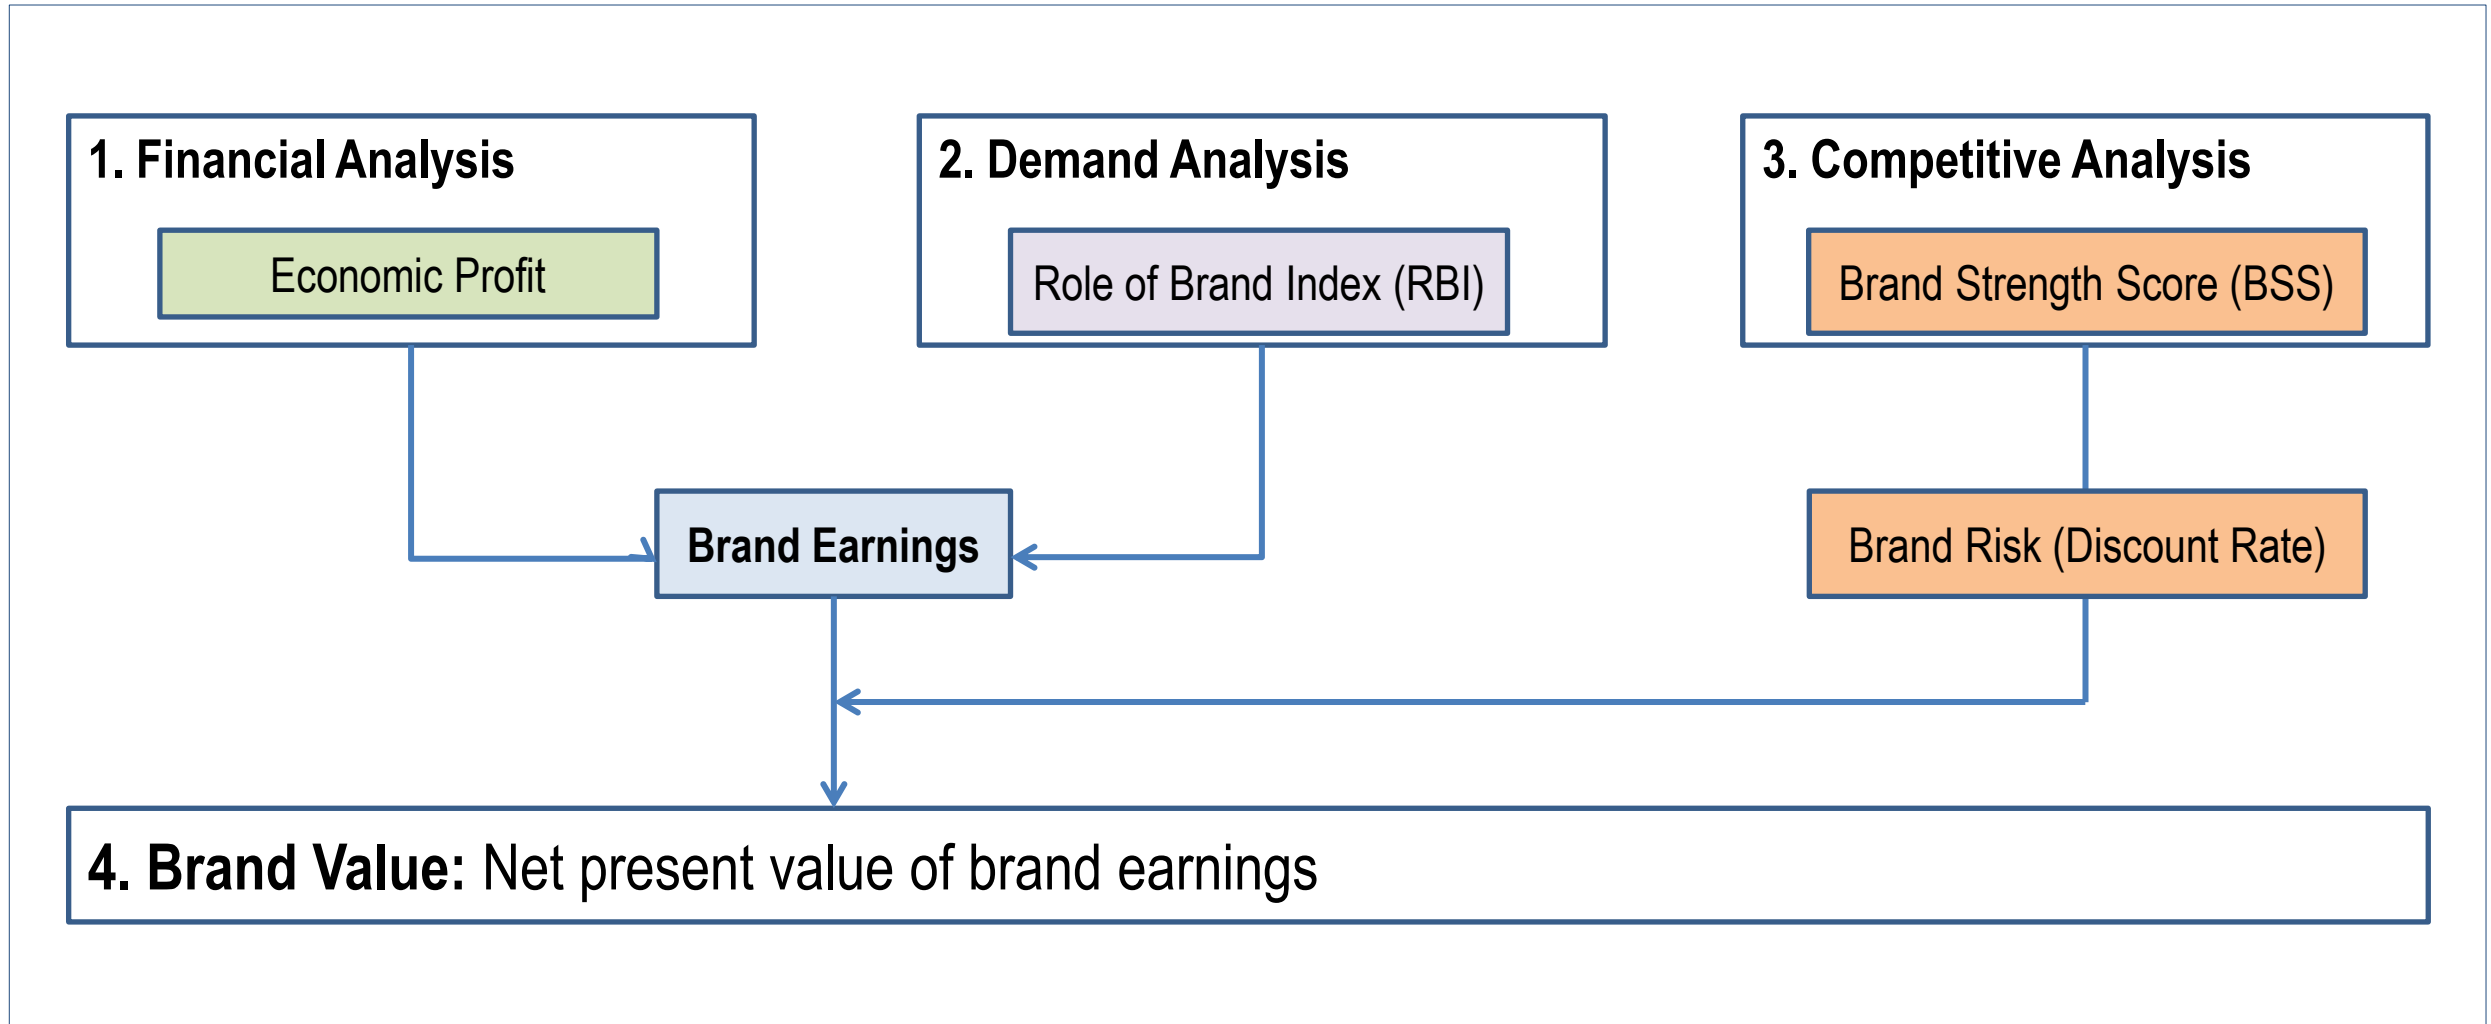 1. Financial Analysis
Economic Profit
2. Demand Analysis
Role of Brand Index (RBI)
3. Competitive Analysis
Brand Strength Score (BSS)
Brand Earnings
Brand Risk (Discount Rate)
4. Brand Value: Net present value of brand earnings